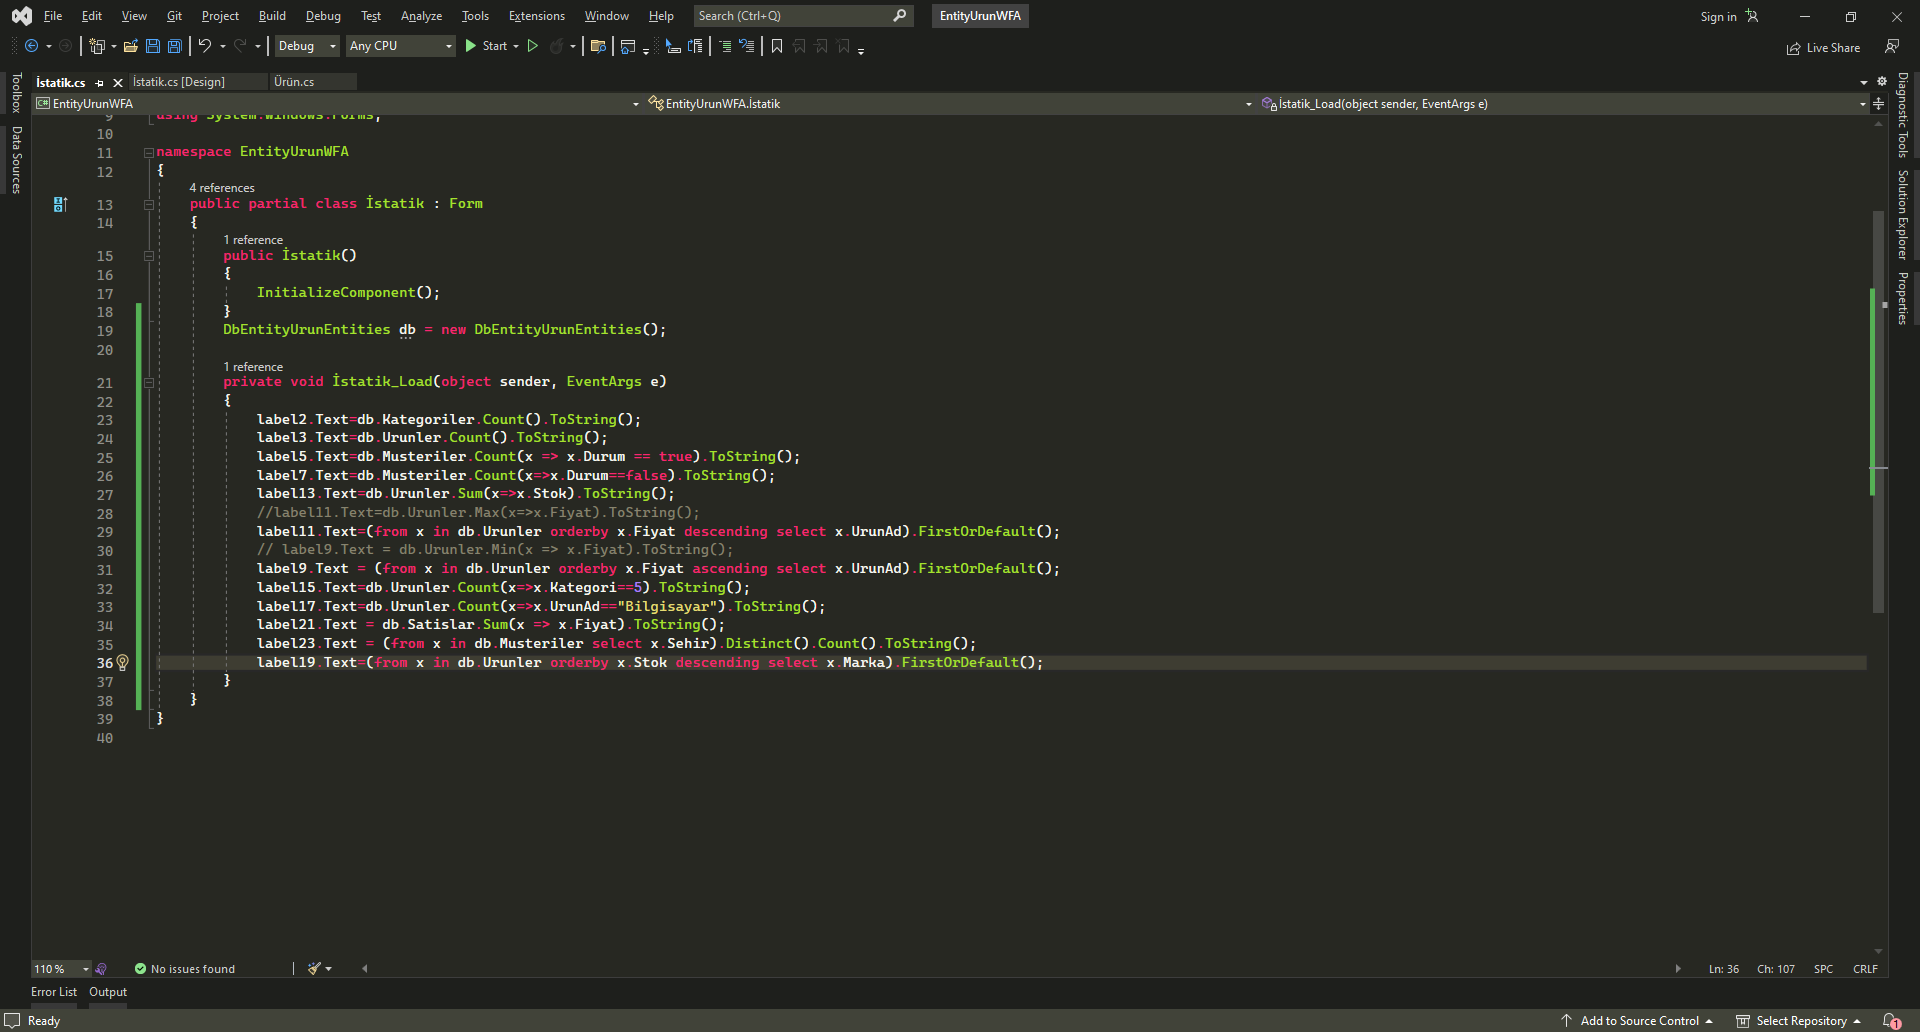 File Edit View Git Project Build Debug Test Analyze Tools Extensions Window Help Search (Ctrl+Q) EntityUrunWFA Sign in
Debug Any CPU Start Live Share
İstatik.cs İstatik.cs [Design] Ürün.cs
EntityUrunWFA EntityUrunWFA.İstatik İstatik_Load(object sender, EventArgs e)
Toolbox
Data Sources
Diagnostic Tools
Solution Explorer
Properties
9 using System.Windows.Forms;
10
11 namespace EntityUrunWFA
12 {
4 references
13 public partial class İstatik : Form
14 {
1 reference
15 public İstatik()
16 {
17 InitializeComponent();
18 }
19 DbEntityUrunEntities db = new DbEntityUrunEntities();
20
1 reference
21 private void İstatik_Load(object sender, EventArgs e)
22 {
23 label2.Text=db.Kategoriler.Count().ToString();
24 label3.Text=db.Urunler.Count().ToString();
25 label5.Text=db.Musteriler.Count(x => x.Durum == true).ToString();
26 label7.Text=db.Musteriler.Count(x=>x.Durum==false).ToString();
27 label13.Text=db.Urunler.Sum(x=>x.Stok).ToString();
28 //label11.Text=db.Urunler.Max(x=>x.Fiyat).ToString();
29 label11.Text=(from x in db.Urunler orderby x.Fiyat descending select x.UrunAd).FirstOrDefault();
30 // label9.Text = db.Urunler.Min(x => x.Fiyat).ToString();
31 label9.Text = (from x in db.Urunler orderby x.Fiyat ascending select x.UrunAd).FirstOrDefault();
32 label15.Text=db.Urunler.Count(x=>x.Kategori==5).ToString();
33 label17.Text=db.Urunler.Count(x=>x.UrunAd=="Bilgisayar").ToString();
34 label21.Text = db.Satislar.Sum(x => x.Fiyat).ToString();
35 label23.Text = (from x in db.Musteriler select x.Sehir).Distinct().Count().ToString();
36 label19.Text=(from x in db.Urunler orderby x.Stok descending select x.Marka).FirstOrDefault();
37 }
38 }
39 }
40
110 % No issues found Ln: 36 Ch: 107 SPC CRLF
Error List Output
Ready Add to Source Control Select Repository 1